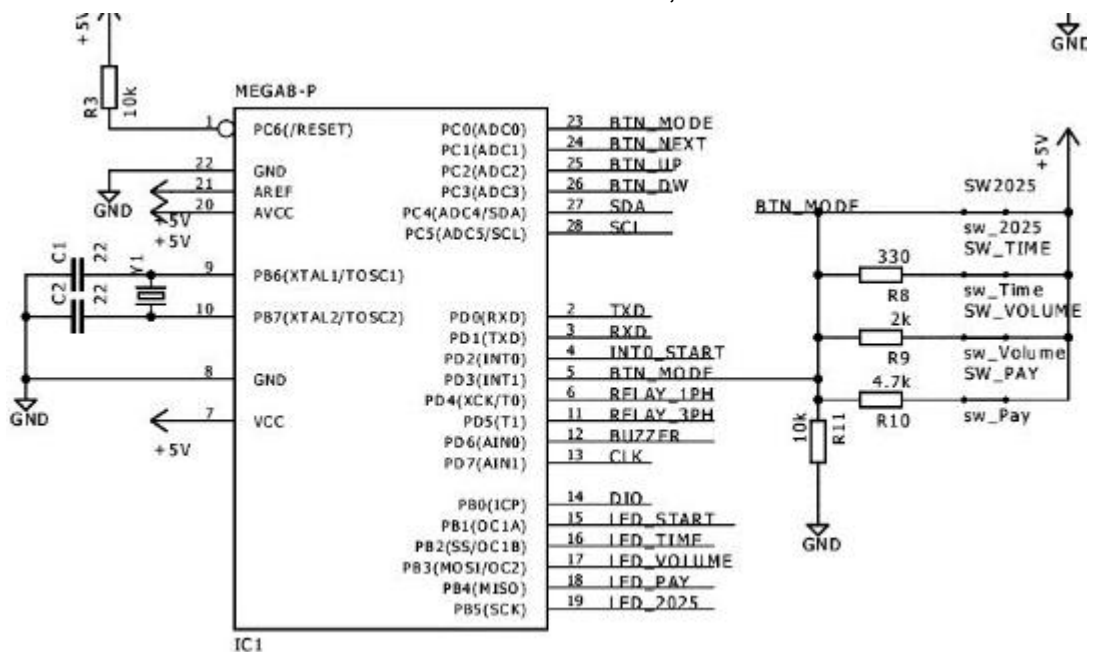 +5V
GND
R3
10k
MEGA8-P
1
PC6(/RESET)
22
GND
21
AREF
20
AVCC
GND
+5V
+5V
C1
22
C2
22
Y1
9
PB6(XTAL1/TOSC1)
10
PB7(XTAL2/TOSC2)
8
GND
GND
7
VCC
+5V
PC0(ADC0) 23 BTN_MODE
PC1(ADC1) 24 BTN_NEXT
PC2(ADC2) 25 BTN_UP
PC3(ADC3) 26 BTN_DW
PC4(ADC4/SDA) 27 SDA
PC5(ADC5/SCL) 28 SCL
PD0(RXD) 2 TXD
PD1(TXD) 3 RXD
PD2(INT0) 4 INT0_START
PD3(INT1) 5 BTN_MODE
PD4(XCK/T0) 6 RELAY_1PH
PD5(T1) 11 RELAY_3PH
PD6(AIN0) 12 BUZZER
PD7(AIN1) 13 CLK
PB0(ICP) 14 DIO
PB1(OC1A) 15 LED_START
PB2(SS/OC1B) 16 LED_TIME
PB3(MOSI/OC2) 17 LED_VOLUME
PB4(MISO) 18 LED_PAY
PB5(SCK) 19 LED_2025
IC1
+5V
SW2025
BTN_MODE
sw_2025
SW_TIME
330
R8
sw_Time
SW_VOLUME
2k
R9
sw_Volume
SW_PAY
4.7k
R10
sw_Pay
10k
R11
GND